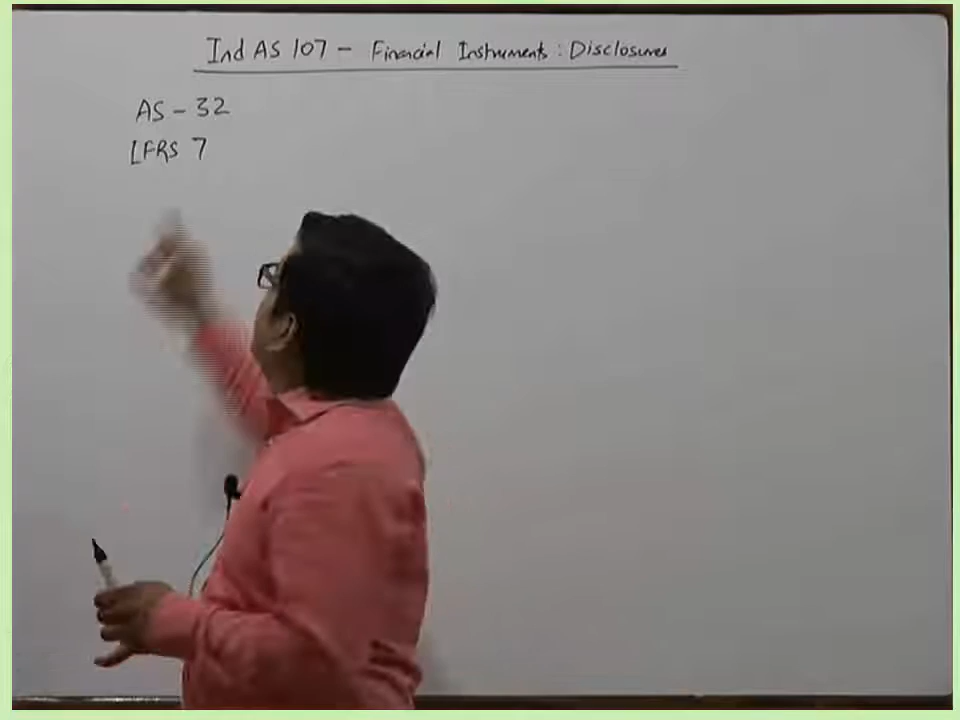 Ind AS 107 - Financial Instruments : Disclosures
AS - 32
IFRS 7